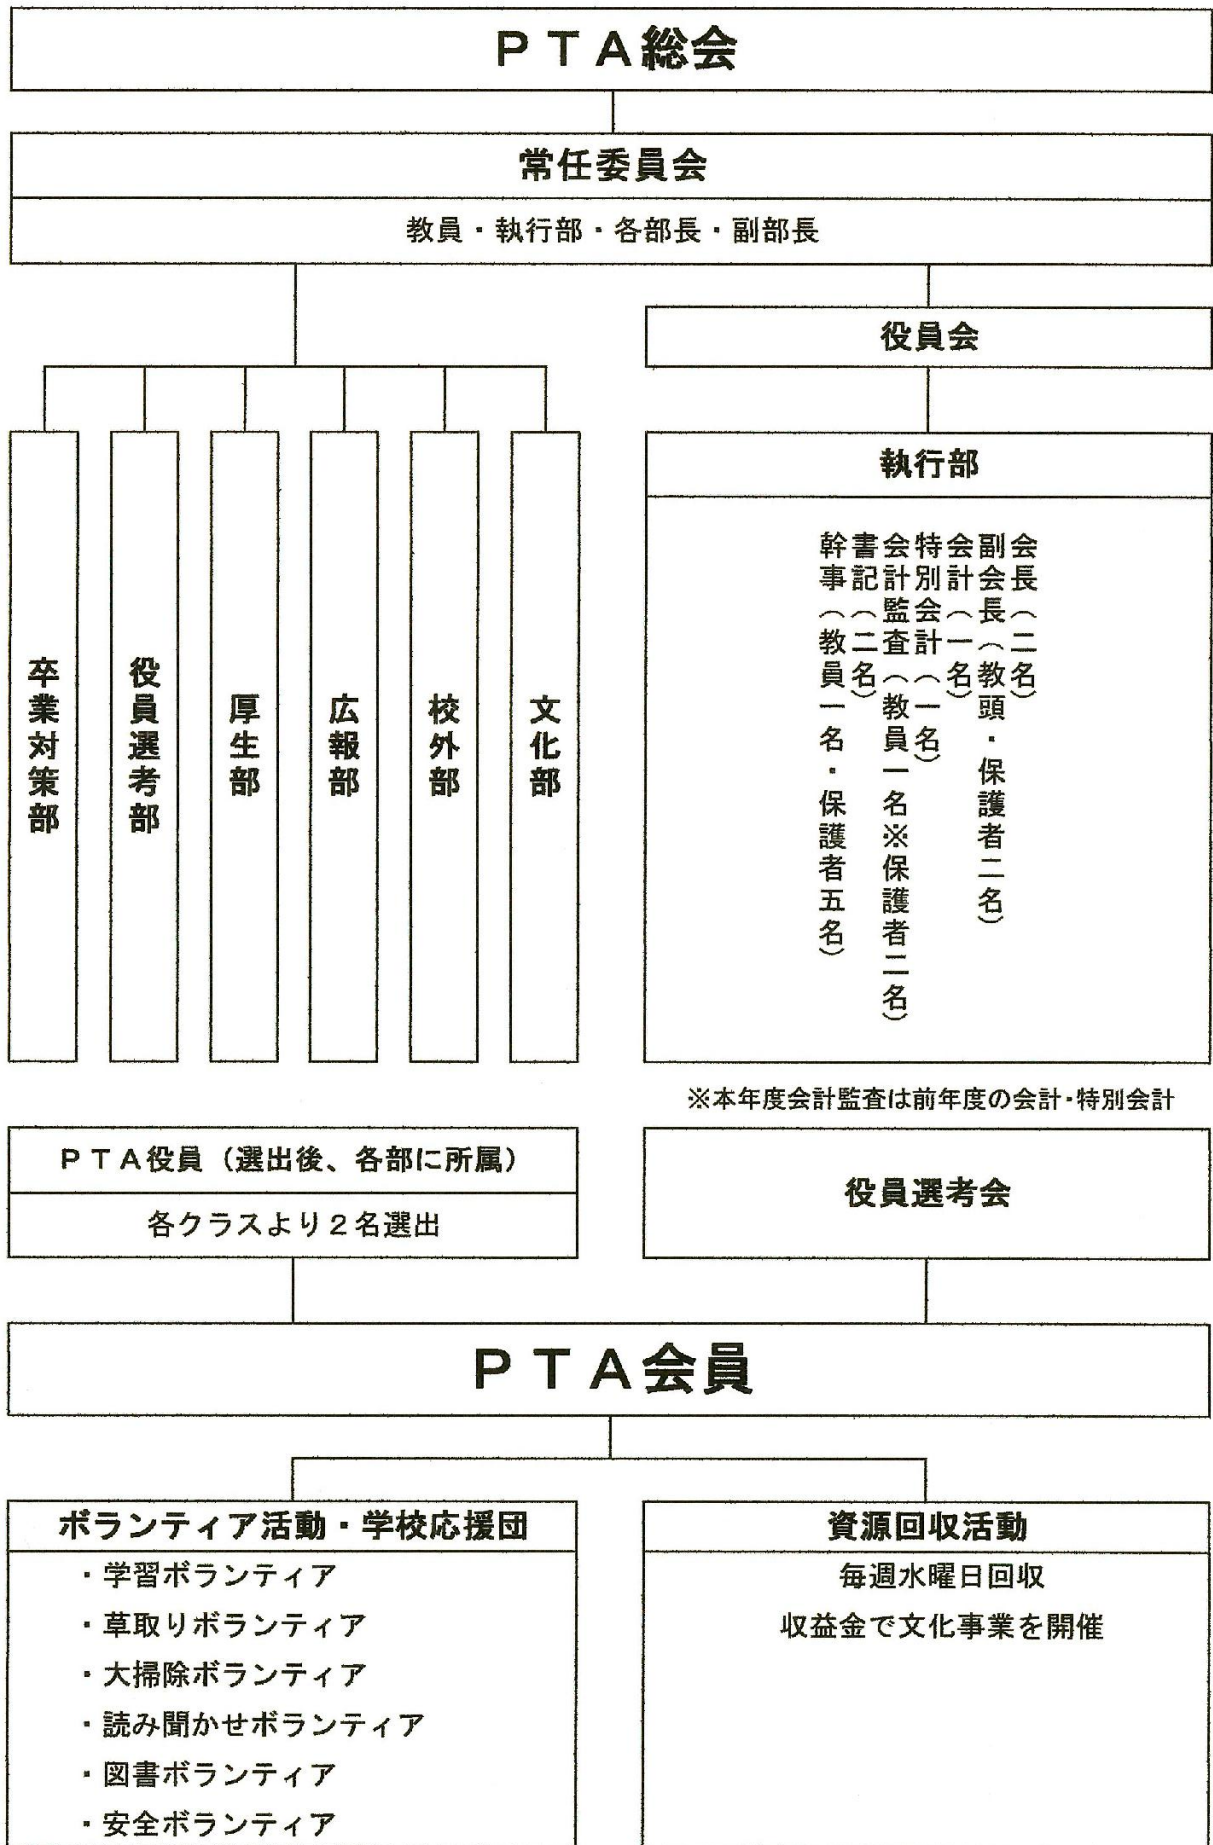 ＰＴＡ総会
常任委員会
教員・執行部・各部長・副部長
役員会
執行部
会長（二名）
副会長（教頭・保護者二名）
会計（一名）
特別会計（一名）
会計監査（教員一名※保護者二名）
書記（二名）
幹事（教員一名・保護者五名）
卒業対策部
役員選考部
厚生部
広報部
校外部
文化部
※本年度会計監査は前年度の会計・特別会計
ＰＴＡ役員（選出後、各部に所属）
各クラスより２名選出
役員選考会
ＰＴＡ会員
ボランティア活動・学校応援団
・学習ボランティア
・草取りボランティア
・大掃除ボランティア
・読み聞かせボランティア
・図書ボランティア
・安全ボランティア
資源回収活動
毎週水曜日回収
収益金で文化事業を開催